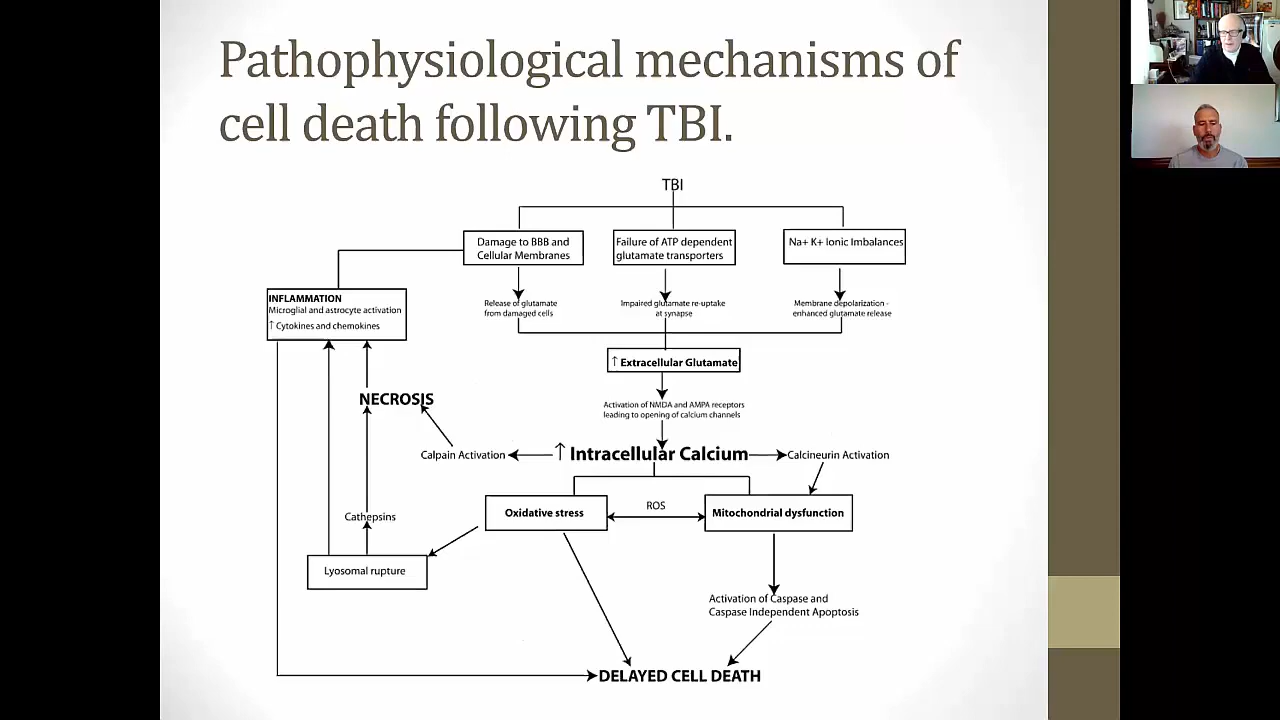 Pathophysiological mechanisms of
cell death following TBI.
TBI
Damage to BBB and
Cellular Membranes
Failure of ATP dependent
glutamate transporters
Na+ K+ Ionic Imbalances
Release of glutamate
from damaged cells
Impaired glutamate re-uptake
at synapse
Membrane depolarization -
enhanced glutamate release
INFLAMMATION
Microglial and astrocyte activation
↑ Cytokines and chemokines
↑ Extracellular Glutamate
Activation of NMDA and AMPA receptors
leading to opening of calcium channels
NECROSIS
Calpain Activation
↑ Intracellular Calcium
Calcineurin Activation
Oxidative stress
ROS
Mitochondrial dysfunction
Cathepsins
Lyosomal rupture
Activation of Caspase and
Caspase Independent Apoptosis
DELAYED CELL DEATH